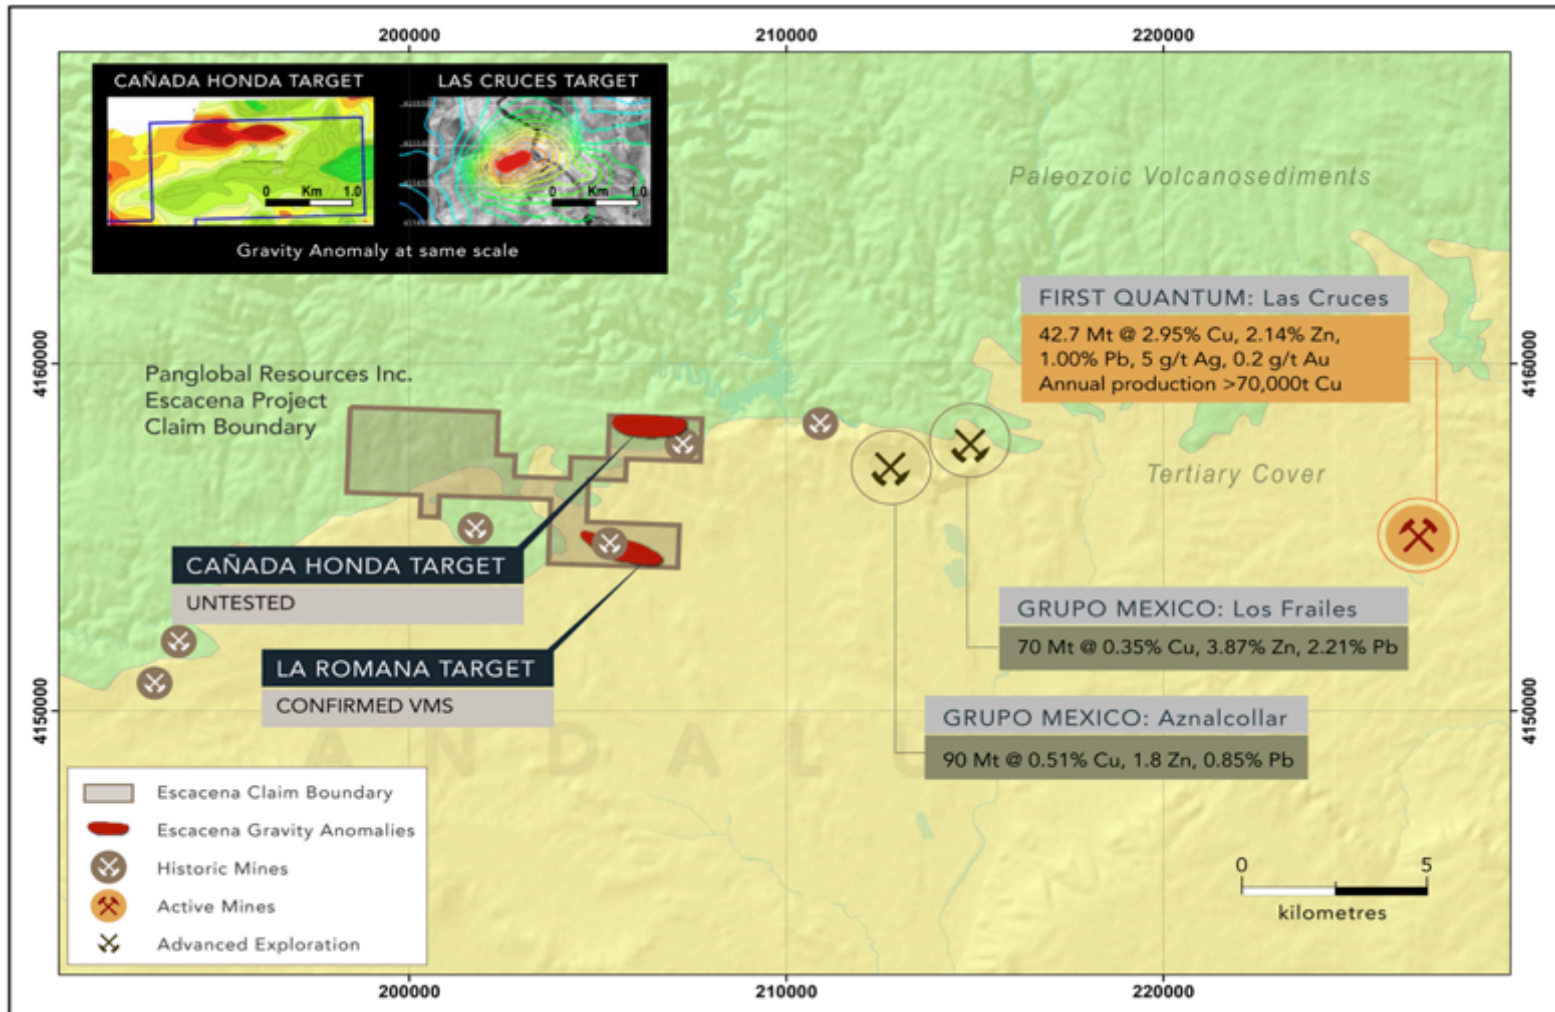 200000
210000
220000
CAÑADA HONDA TARGET
LAS CRUCES TARGET
0 Km 1.0
0 Km 1.0
Gravity Anomaly at same scale
Paleozoic Volcanosediments
FIRST QUANTUM: Las Cruces
42.7 Mt @ 2.95% Cu, 2.14% Zn,
1.00% Pb, 5 g/t Ag, 0.2 g/t Au
Annual production >70,000t Cu
4160000
4160000
Panglobal Resources Inc.
Escacena Project
Claim Boundary
Tertiary Cover
CAÑADA HONDA TARGET
UNTESTED
GRUPO MEXICO: Los Frailes
70 Mt @ 0.35% Cu, 3.87% Zn, 2.21% Pb
LA ROMANA TARGET
CONFIRMED VMS
GRUPO MEXICO: Aznalcollar
90 Mt @ 0.51% Cu, 1.8 Zn, 0.85% Pb
4150000
4150000
A N D A L U
Escacena Claim Boundary
Escacena Gravity Anomalies
Historic Mines
Active Mines
Advanced Exploration
0 5
kilometres
200000
210000
220000